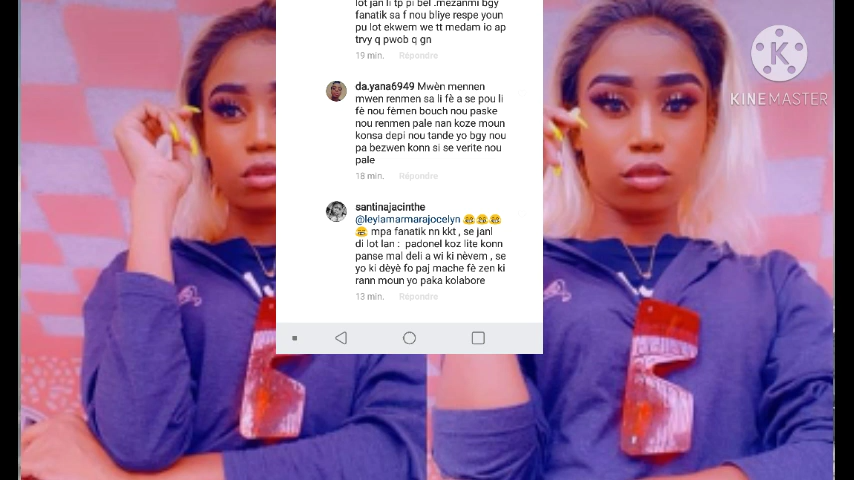 lot jan li tp pi bel .mezanmi bgy
fanatik sa f nou bliye respe youn
pu lot ekwem we tt medam io ap
trvy q pwob q gn
19 min. Répondre
da.yana6949 Mwèn mennen
mwen renmen sa li fè a se pou li
fè nou fèmen bouch nou paske
nou renmen pale nan koze moun
konsa depi nou tande yo bgy nou
pa bezwen konn si se verite nou
pale
18 min. Répondre
santinajacinthe
@leylamarmarajocelyn 😂😂😂
😂 mpa fanatik nn kkt , se janl
di lot lan : padonel koz lite konn
panse mal deli a wi ki nèvem , se
yo ki dèyè fo paj mache fè zen ki
rann moun yo paka kolabore
13 min. Répondre
K
KINEMASTER